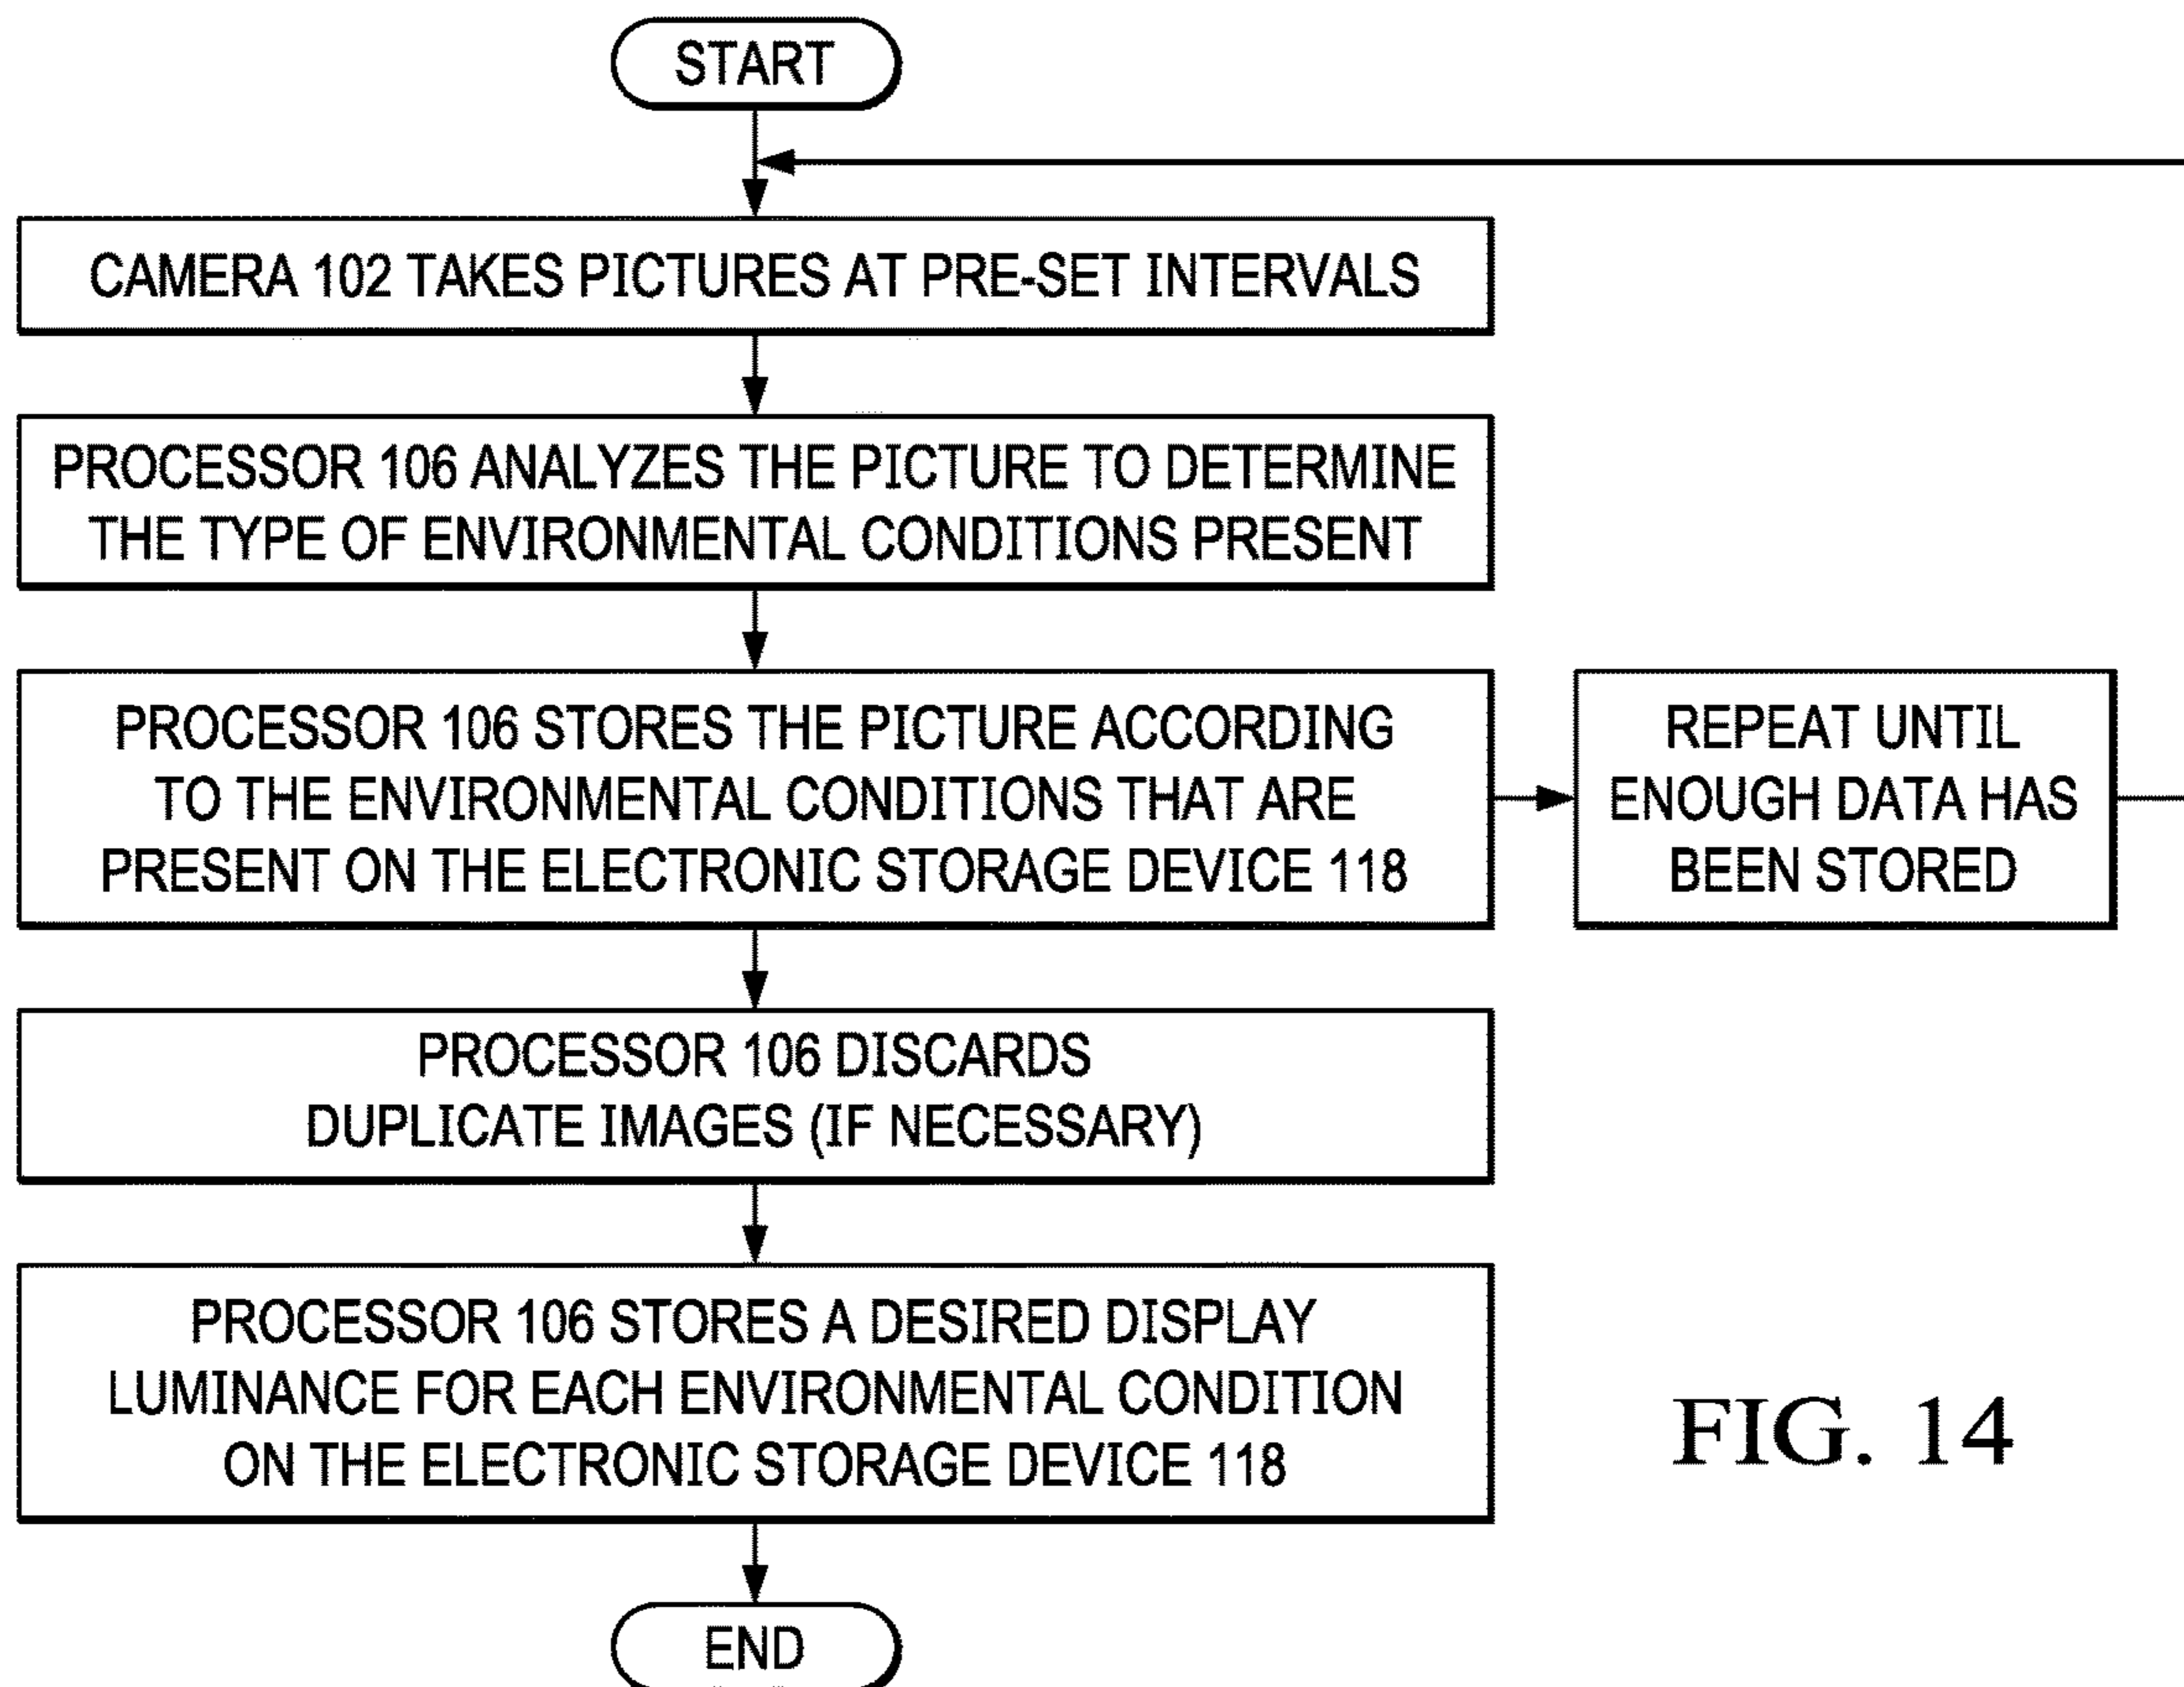 START
CAMERA 102 TAKES PICTURES AT PRE-SET INTERVALS
PROCESSOR 106 ANALYZES THE PICTURE TO DETERMINE
THE TYPE OF ENVIRONMENTAL CONDITIONS PRESENT
PROCESSOR 106 STORES THE PICTURE ACCORDING
TO THE ENVIRONMENTAL CONDITIONS THAT ARE
PRESENT ON THE ELECTRONIC STORAGE DEVICE 118
REPEAT UNTIL
ENOUGH DATA HAS
BEEN STORED
PROCESSOR 106 DISCARDS
DUPLICATE IMAGES (IF NECESSARY)
PROCESSOR 106 STORES A DESIRED DISPLAY
LUMINANCE FOR EACH ENVIRONMENTAL CONDITION
ON THE ELECTRONIC STORAGE DEVICE 118
END
FIG. 14